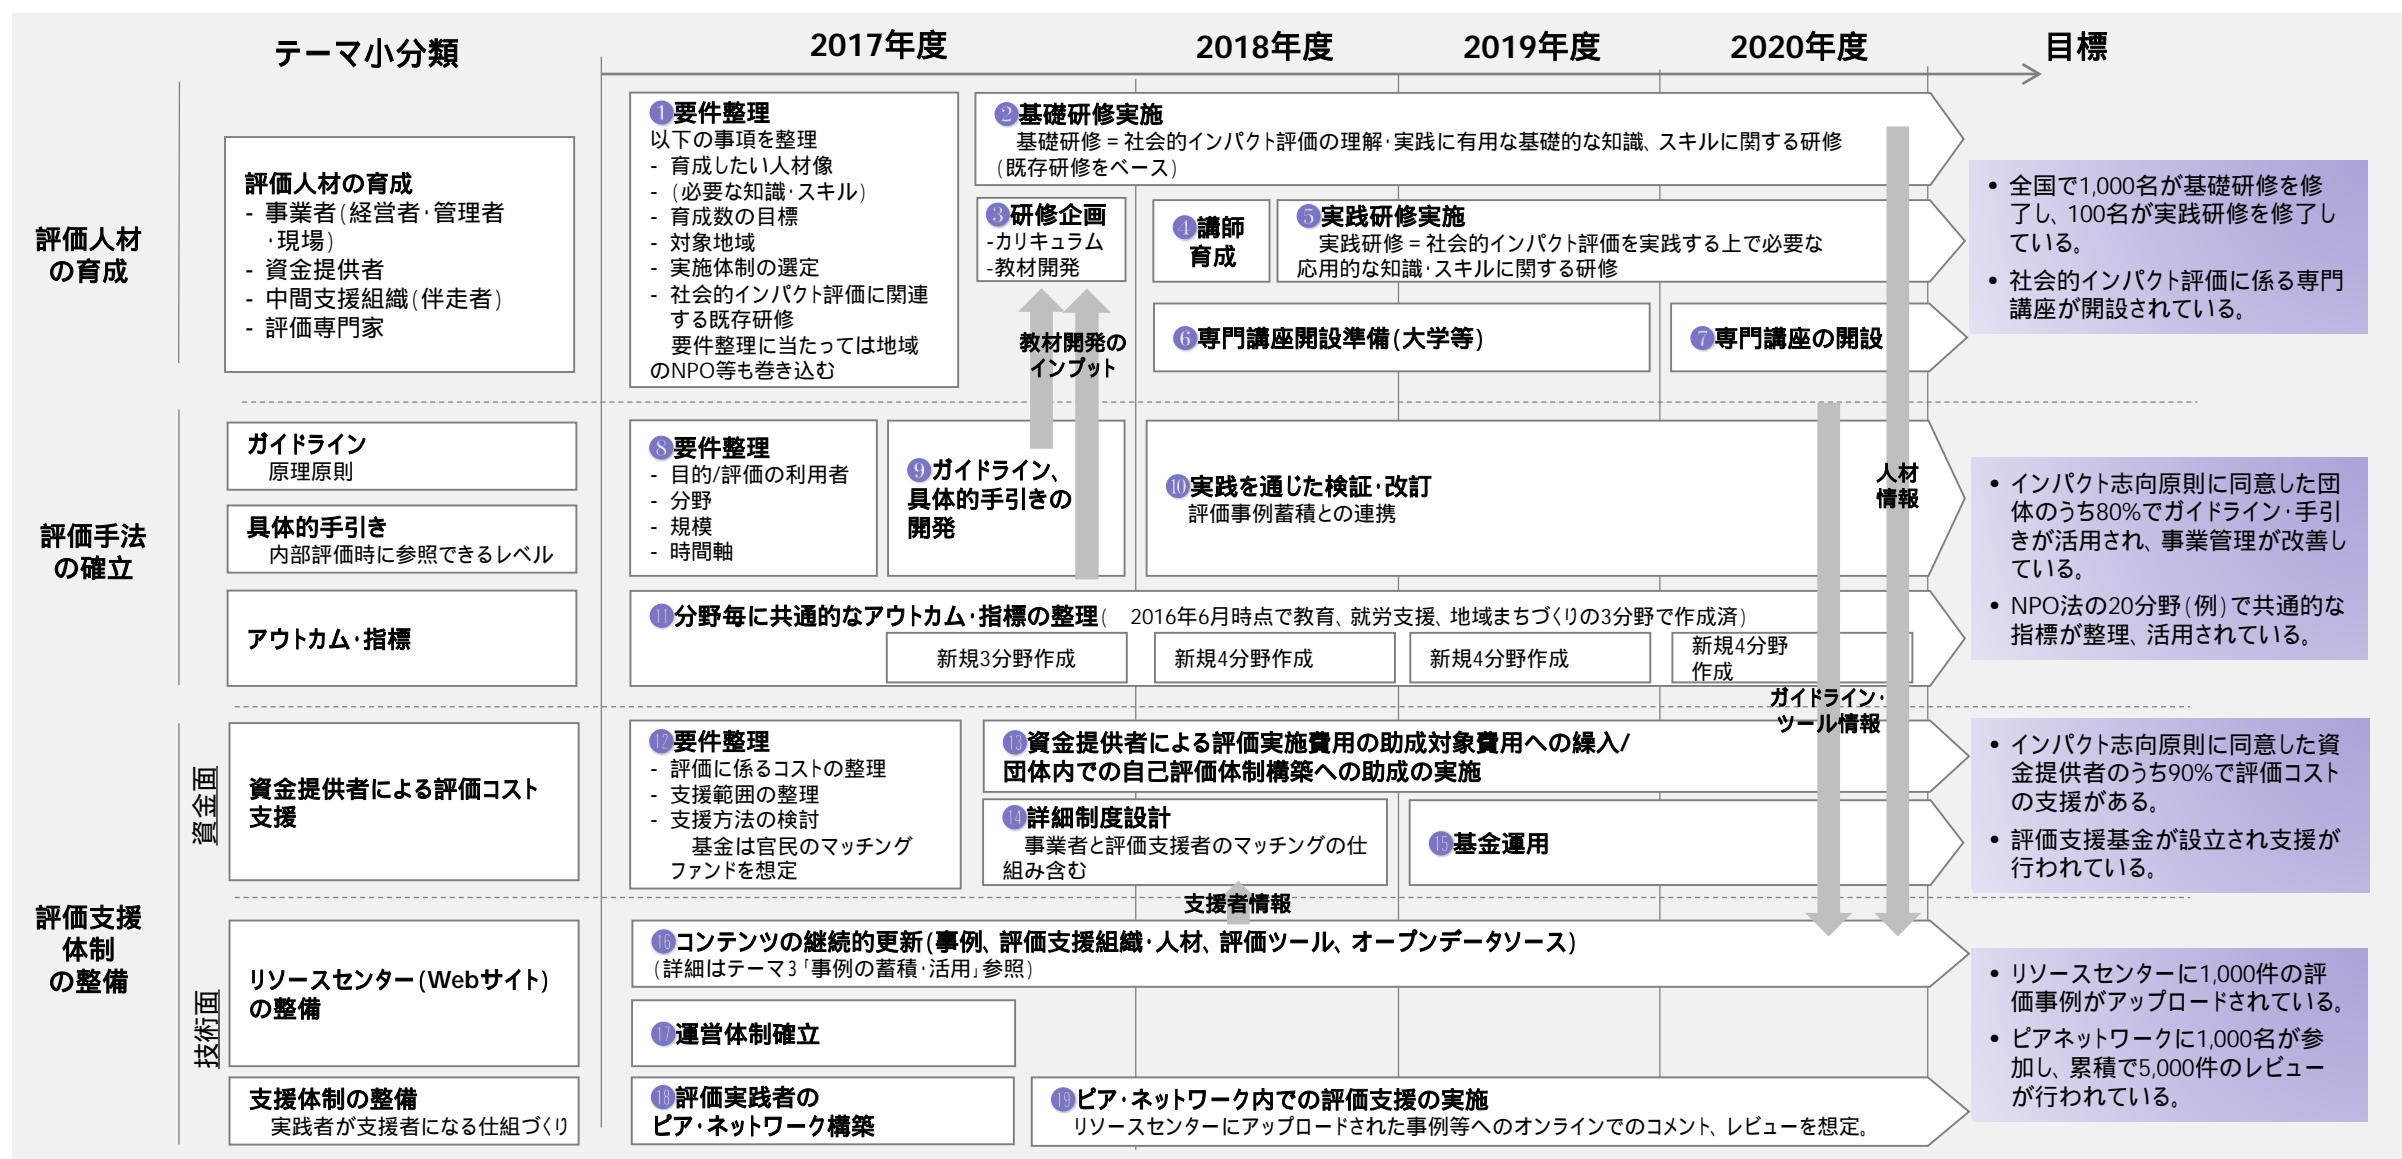 テーマ小分類
2017年度
2018年度
2019年度
2020年度
目標
評価人材
の育成
評価人材の育成
- 事業者(経営者･管理者
･現場)
- 資金提供者
- 中間支援組織(伴走者)
- 評価専門家
❶要件整理
以下の事項を整理
- 育成したい人材像
- (必要な知識･スキル)
- 育成数の目標
- 対象地域
- 実施体制の選定
- 社会的インパクト評価に関連
する既存研修
要件整理に当たっては地域
のNPO等も巻き込む
❷基礎研修実施
基礎研修 = 社会的インパクト評価の理解･実践に有用な基礎的な知識､スキルに関する研修
(既存研修をベース)
❸研修企画
-カリキュラム
-教材開発
❹講師
育成
❺実践研修実施
実践研修 = 社会的インパクト評価を実践する上で必要な
応用的な知識･スキルに関する研修
教材開発の
インプット
❻専門講座開設準備(大学等)
❼専門講座の開設
• 全国で1,000名が基礎研修を修
了し､100名が実践研修を修了し
ている｡
• 社会的インパクト評価に係る専門
講座が開設されている｡
評価手法
の確立
ガイドライン
原理原則
具体的手引き
内部評価時に参照できるレベル
アウトカム･指標
❽要件整理
- 目的/評価の利用者
- 分野
- 規模
- 時間軸
❾ガイドライン､
具体的手引きの
開発
❿実践を通じた検証･改訂
評価事例蓄積との連携
人材
情報
⓫分野毎に共通的なアウトカム･指標の整理( 2016年6月時点で教育､就労支援､地域まちづくりの3分野で作成済)
新規3分野作成
新規4分野作成
新規4分野作成
新規4分野
作成
ガイドライン･
ツール情報
• インパクト志向原則に同意した団
体のうち80%でガイドライン･手引
きが活用され､事業管理が改善し
ている｡
• NPO法の20分野(例)で共通的な
指標が整理､活用されている｡
評価支援
体制
の整備
資金面
資金提供者による評価コスト
支援
⓬要件整理
- 評価に係るコストの整理
- 支援範囲の整理
- 支援方法の検討
基金は官民のマッチング
ファンドを想定
⓭資金提供者による評価実施費用の助成対象費用への繰入/
団体内での自己評価体制構築への助成の実施
⓮詳細制度設計
事業者と評価支援者のマッチングの仕
組み含む
⓯基金運用
支援者情報
• インパクト志向原則に同意した資
金提供者のうち90%で評価コスト
の支援がある｡
• 評価支援基金が設立され支援が
行われている｡
技術面
リソースセンター(Webサイト)
の整備
⓰コンテンツの継続的更新(事例､評価支援組織･人材､評価ツール､オープンデータソース)
(詳細はテーマ3｢事例の蓄積･活用｣参照)
⓱運営体制確立
支援体制の整備
実践者が支援者になる仕組づくり
⓲評価実践者の
ピア･ネットワーク構築
⓳ピア･ネットワーク内での評価支援の実施
リソースセンターにアップロードされた事例等へのオンラインでのコメント､レビューを想定｡
• リソースセンターに1,000件の評
価事例がアップロードされている｡
• ピアネットワークに1,000名が参
加し､累積で5,000件のレビュー
が行われている｡